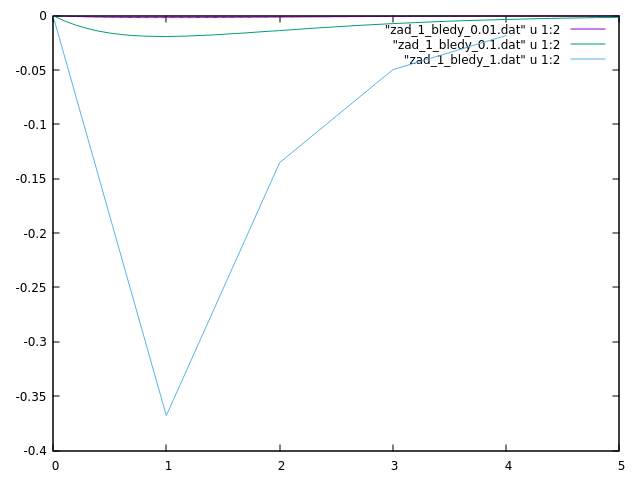 0
-0.05
-0.1
-0.15
-0.2
-0.25
-0.3
-0.35
-0.4
0 1 2 3 4 5
"zad_1_bledy_0.01.dat" u 1:2
"zad_1_bledy_0.1.dat" u 1:2
"zad_1_bledy_1.dat" u 1:2